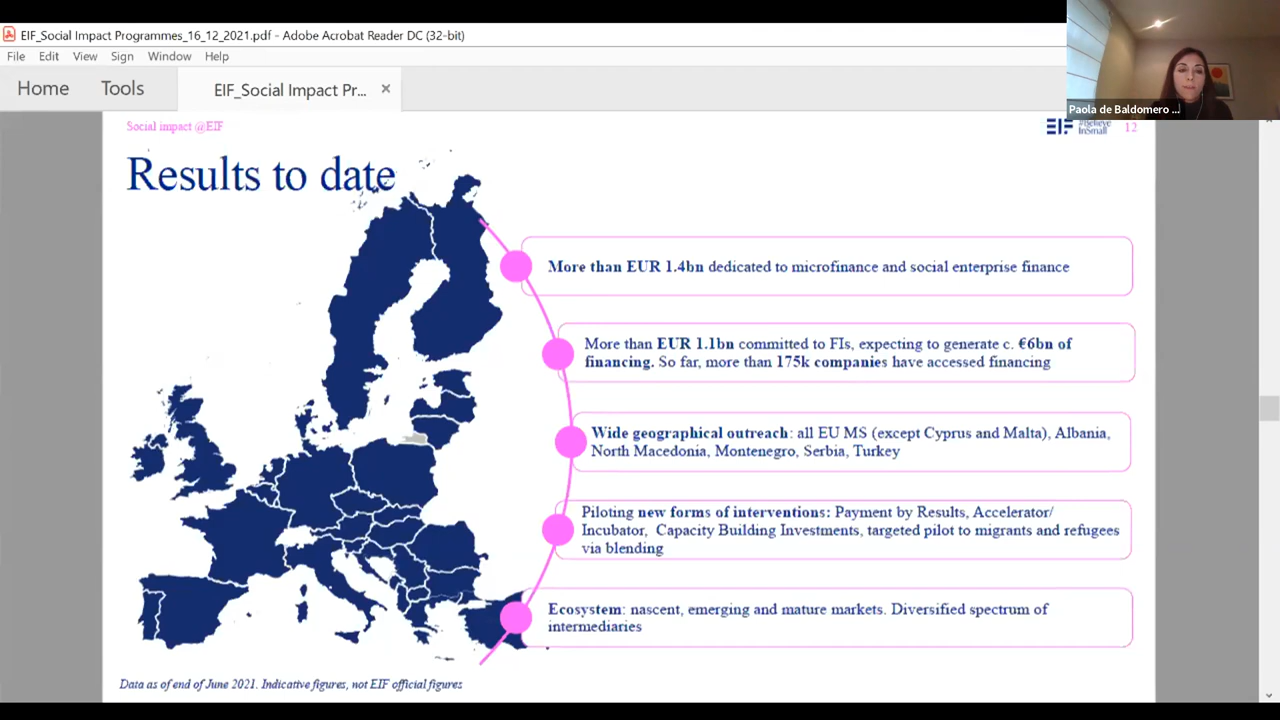 EIF_Social Impact Programmes_16_12_2021.pdf - Adobe Acrobat Reader DC (32-bit)
File Edit View Sign Window Help
Home Tools EIF_Social Impact Pr... ×
Paola de Baldomero ...
Social impact @EIF
EIF #Believe InSmall 12
Results to date
More than EUR 1.4bn dedicated to microfinance and social enterprise finance
More than EUR 1.1bn committed to FIs, expecting to generate c. €6bn of
financing. So far, more than 175k companies have accessed financing
Wide geographical outreach: all EU MS (except Cyprus and Malta), Albania,
North Macedonia, Montenegro, Serbia, Turkey
Piloting new forms of interventions: Payment by Results, Accelerator/
Incubator, Capacity Building Investments, targeted pilot to migrants and refugees
via blending
Ecosystem: nascent, emerging and mature markets. Diversified spectrum of
intermediaries
Data as of end of June 2021. Indicative figures, not EIF official figures